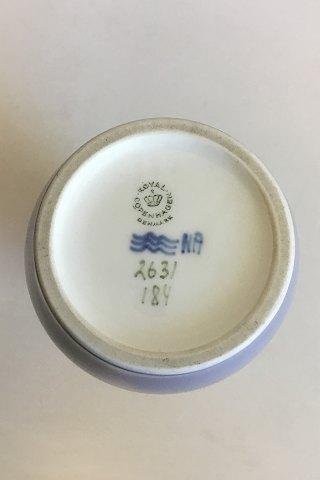 ROYAL
COPENHAGEN
DENMARK
NA
2631
184